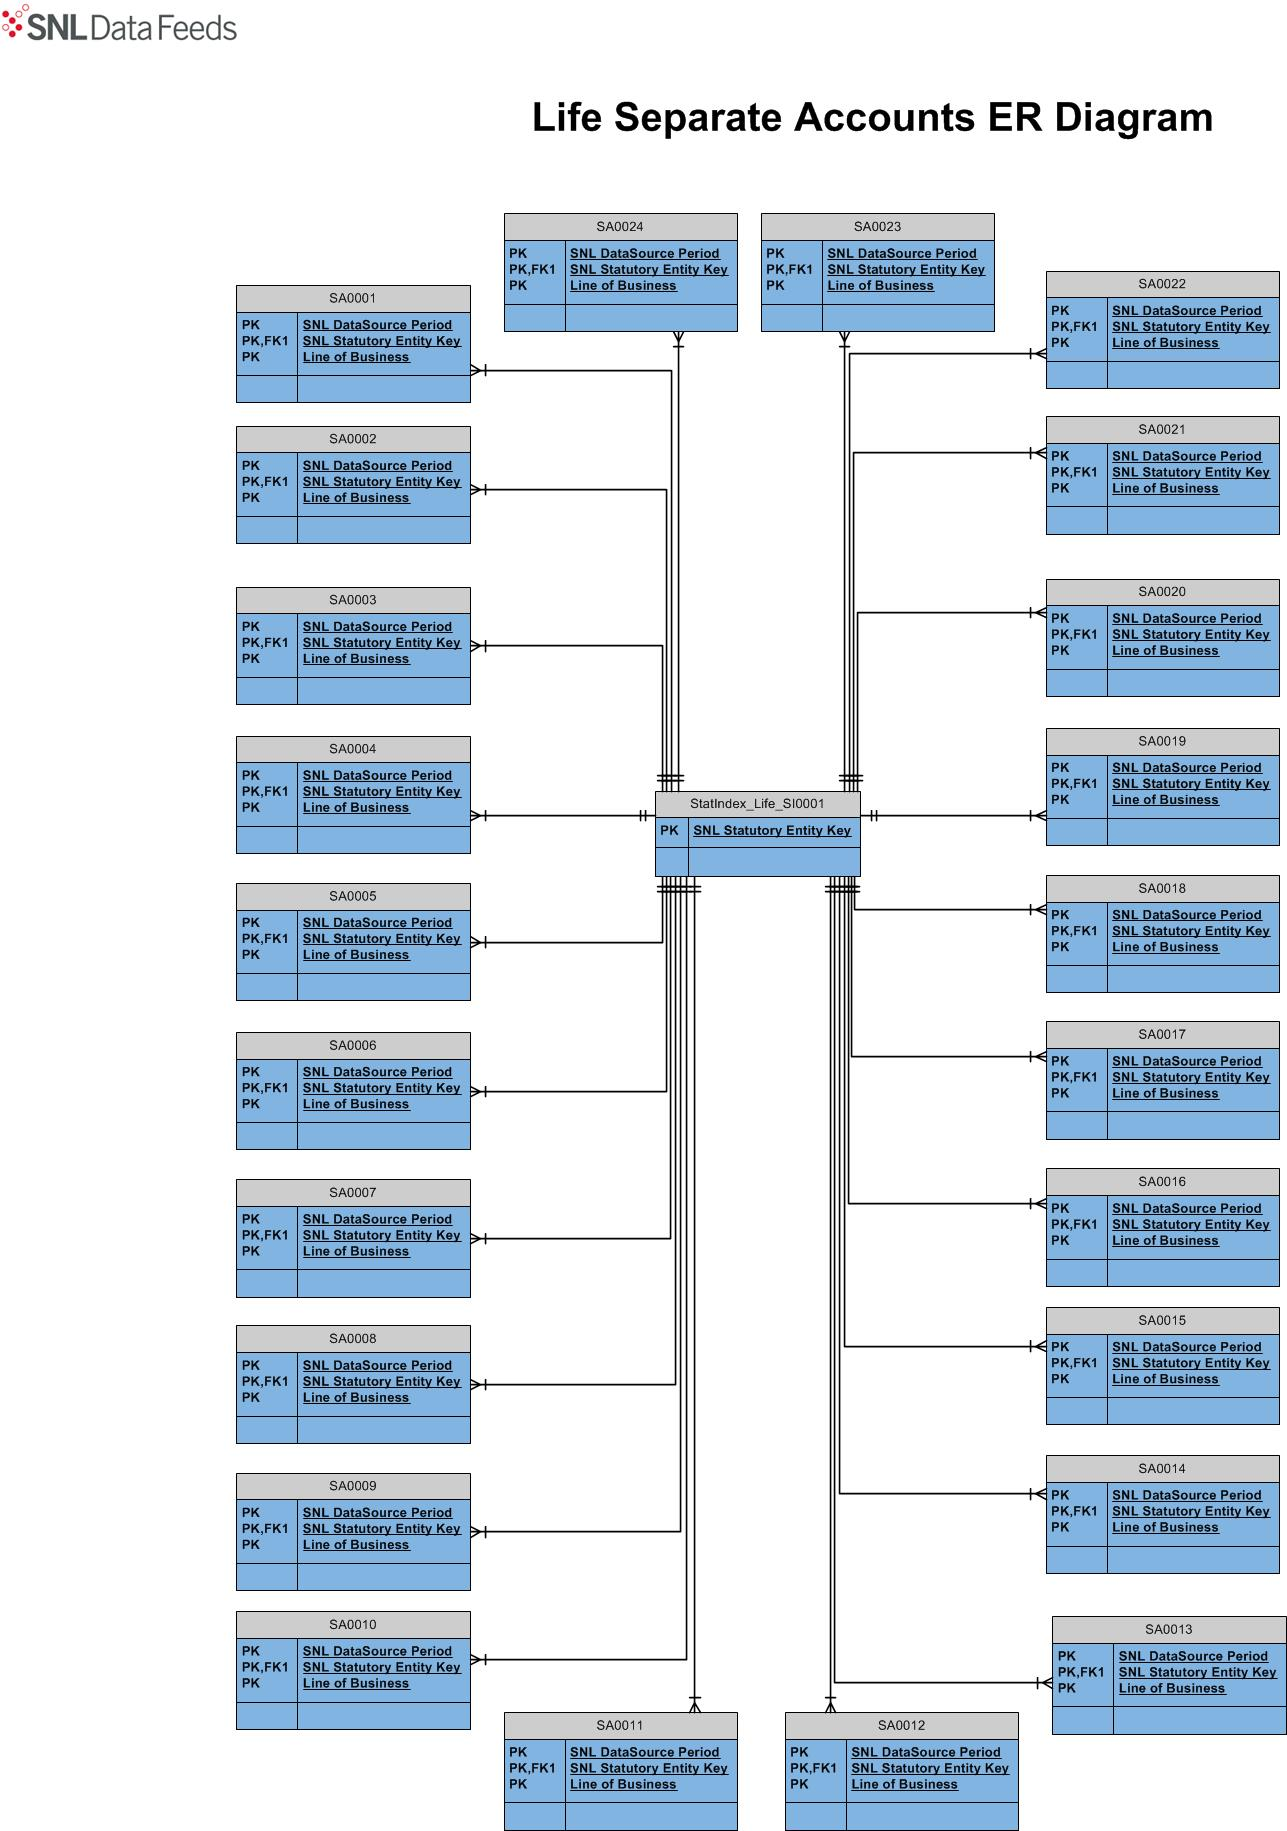 SNL Data Feeds
Life Separate Accounts ER Diagram
SA0024
PK SNL DataSource Period
PK,FK1 SNL Statutory Entity Key
PK Line of Business
SA0023
PK SNL DataSource Period
PK,FK1 SNL Statutory Entity Key
PK Line of Business
SA0001
PK SNL DataSource Period
PK,FK1 SNL Statutory Entity Key
PK Line of Business
SA0022
PK SNL DataSource Period
PK,FK1 SNL Statutory Entity Key
PK Line of Business
SA0002
PK SNL DataSource Period
PK,FK1 SNL Statutory Entity Key
PK Line of Business
SA0021
PK SNL DataSource Period
PK,FK1 SNL Statutory Entity Key
PK Line of Business
SA0003
PK SNL DataSource Period
PK,FK1 SNL Statutory Entity Key
PK Line of Business
SA0020
PK SNL DataSource Period
PK,FK1 SNL Statutory Entity Key
PK Line of Business
SA0004
PK SNL DataSource Period
PK,FK1 SNL Statutory Entity Key
PK Line of Business
SA0019
PK SNL DataSource Period
PK,FK1 SNL Statutory Entity Key
PK Line of Business
StatIndex_Life_SI0001
PK SNL Statutory Entity Key
SA0005
PK SNL DataSource Period
PK,FK1 SNL Statutory Entity Key
PK Line of Business
SA0018
PK SNL DataSource Period
PK,FK1 SNL Statutory Entity Key
PK Line of Business
SA0006
PK SNL DataSource Period
PK,FK1 SNL Statutory Entity Key
PK Line of Business
SA0017
PK SNL DataSource Period
PK,FK1 SNL Statutory Entity Key
PK Line of Business
SA0007
PK SNL DataSource Period
PK,FK1 SNL Statutory Entity Key
PK Line of Business
SA0016
PK SNL DataSource Period
PK,FK1 SNL Statutory Entity Key
PK Line of Business
SA0008
PK SNL DataSource Period
PK,FK1 SNL Statutory Entity Key
PK Line of Business
SA0015
PK SNL DataSource Period
PK,FK1 SNL Statutory Entity Key
PK Line of Business
SA0009
PK SNL DataSource Period
PK,FK1 SNL Statutory Entity Key
PK Line of Business
SA0014
PK SNL DataSource Period
PK,FK1 SNL Statutory Entity Key
PK Line of Business
SA0010
PK SNL DataSource Period
PK,FK1 SNL Statutory Entity Key
PK Line of Business
SA0013
PK SNL DataSource Period
PK,FK1 SNL Statutory Entity Key
PK Line of Business
SA0011
PK SNL DataSource Period
PK,FK1 SNL Statutory Entity Key
PK Line of Business
SA0012
PK SNL DataSource Period
PK,FK1 SNL Statutory Entity Key
PK Line of Business